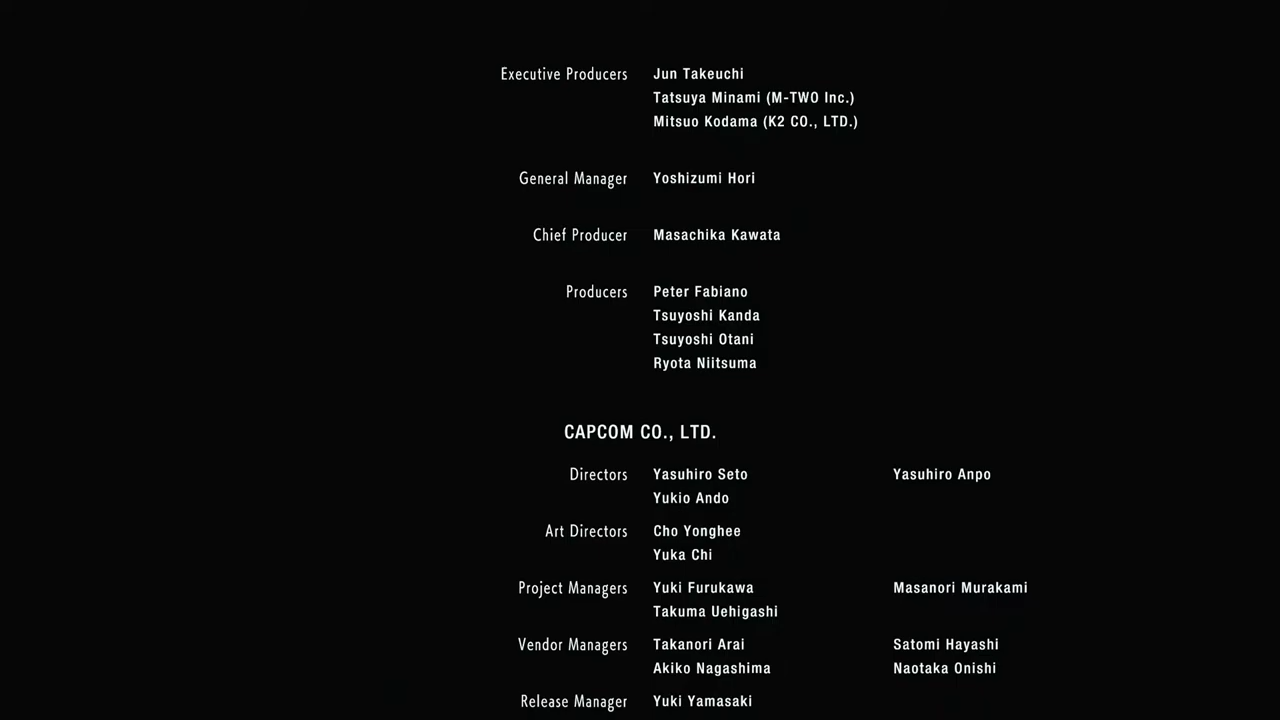 Executive Producers Jun Takeuchi
Tatsuya Minami (M-TWO Inc.)
Mitsuo Kodama (K2 CO., LTD.)
General Manager Yoshizumi Hori
Chief Producer Masachika Kawata
Producers Peter Fabiano
Tsuyoshi Kanda
Tsuyoshi Otani
Ryota Niitsuma
CAPCOM CO., LTD.
Directors Yasuhiro Seto Yasuhiro Anpo
Yukio Ando
Art Directors Cho Yonghee
Yuka Chi
Project Managers Yuki Furukawa Masanori Murakami
Takuma Uehigashi
Vendor Managers Takanori Arai Satomi Hayashi
Akiko Nagashima Naotaka Onishi
Release Manager Yuki Yamasaki